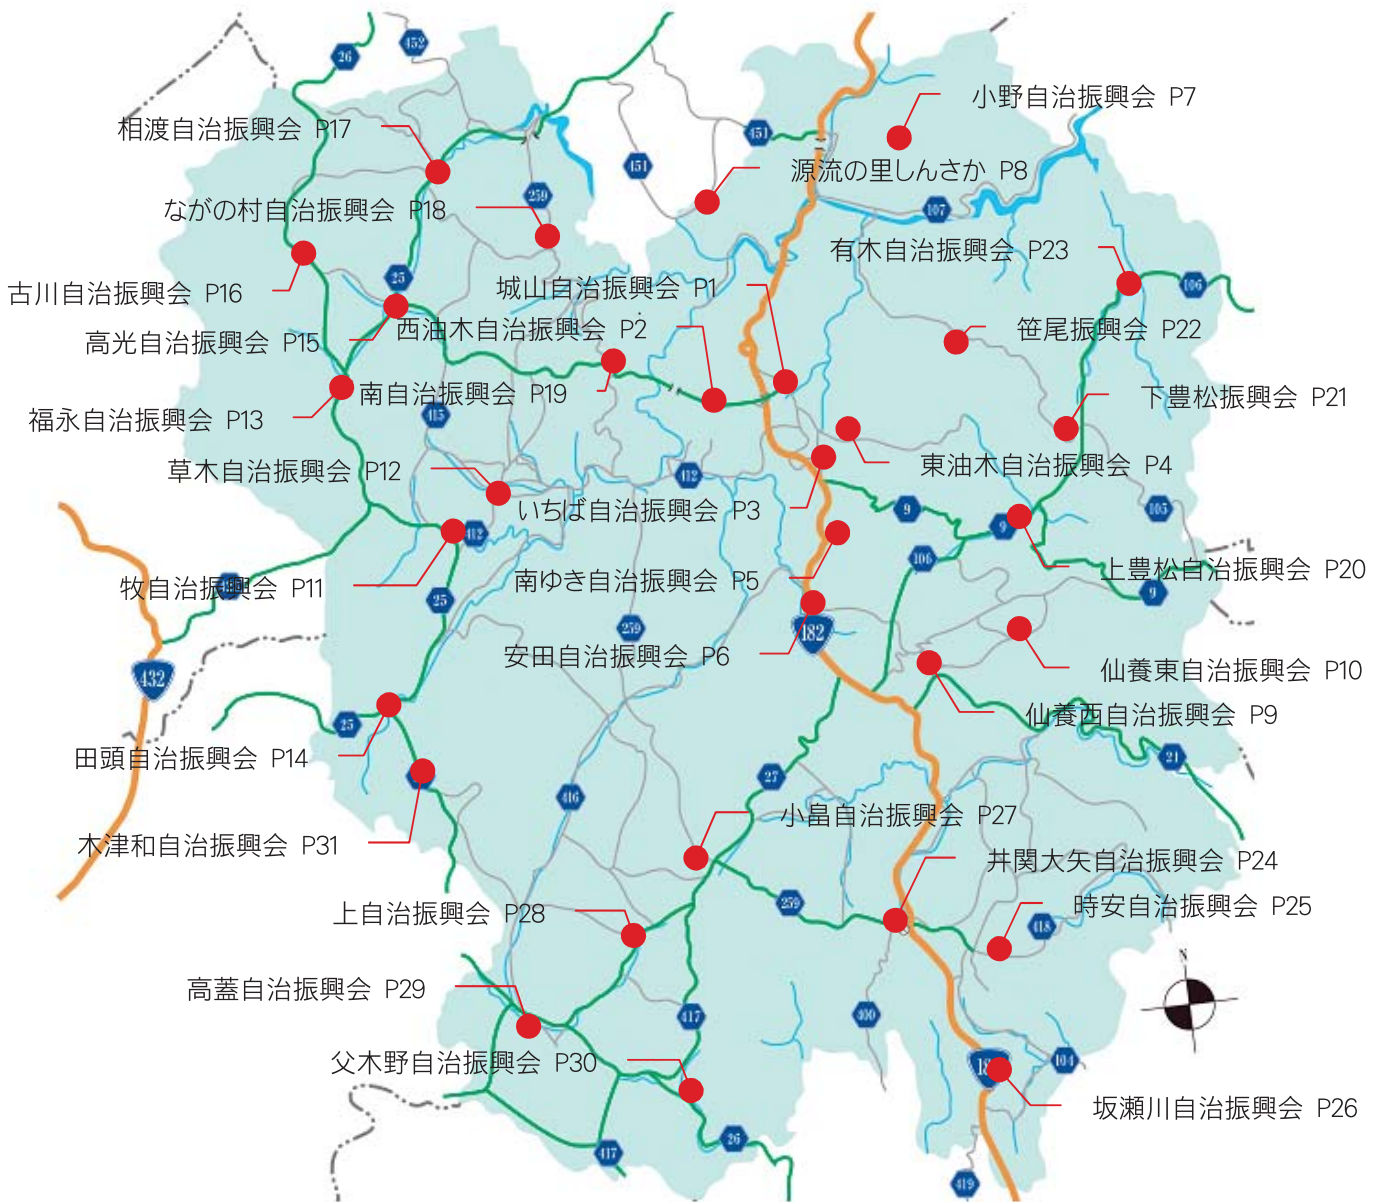 26
452
小野自治振興会 P7
相渡自治振興会 P17
451
451
源流の里しんさか P8
259
ながの村自治振興会 P18
107
有木自治振興会 P23
25
城山自治振興会 P1
106
古川自治振興会 P16
高光自治振興会 P15
西油木自治振興会 P2
笹尾振興会 P22
南自治振興会 P19
下豊松振興会 P21
福永自治振興会 P13
415
草木自治振興会 P12
東油木自治振興会 P4
412
いちば自治振興会 P3
9
105
9
412
106
牧自治振興会 P11
南ゆき自治振興会 P5
上豊松自治振興会 P20
9
25
259
182
安田自治振興会 P6
仙養東自治振興会 P10
432
仙養西自治振興会 P9
25
田頭自治振興会 P14
21
27
416
小畠自治振興会 P27
木津和自治振興会 P31
井関大矢自治振興会 P24
259
時安自治振興会 P25
上自治振興会 P28
418
N
高蓋自治振興会 P29
417
400
父木野自治振興会 P30
104
坂瀬川自治振興会 P26
26
417
419